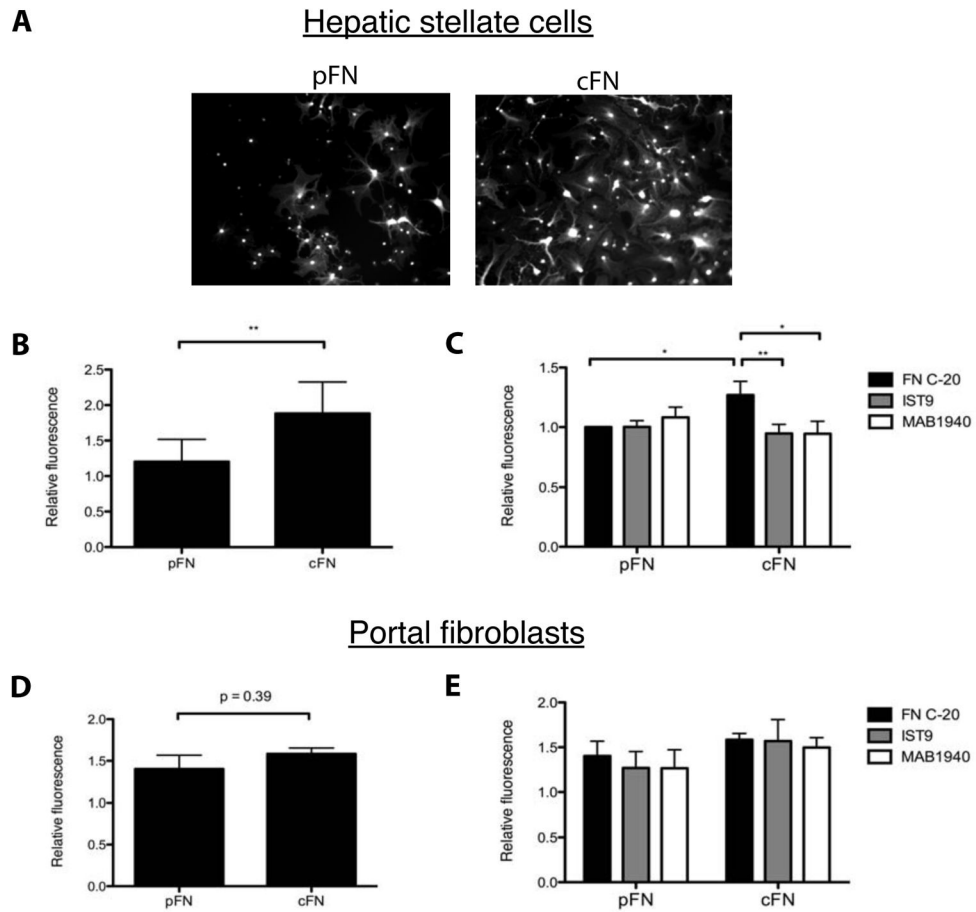 A
Hepatic stellate cells
pFN
cFN
B
**
Relative fluorescence
2.5
2.0
1.5
1.0
0.5
0.0
pFN
cFN
C
*
*
**
Relative fluorescence
1.5
1.0
0.5
0.0
pFN
cFN
FN C-20
IST9
MAB1940
Portal fibroblasts
D
p = 0.39
Relative fluorescence
2.0
1.5
1.0
0.5
0.0
pFN
cFN
E
Relative fluorescence
2.0
1.5
1.0
0.5
0.0
pFN
cFN
FN C-20
IST9
MAB1940